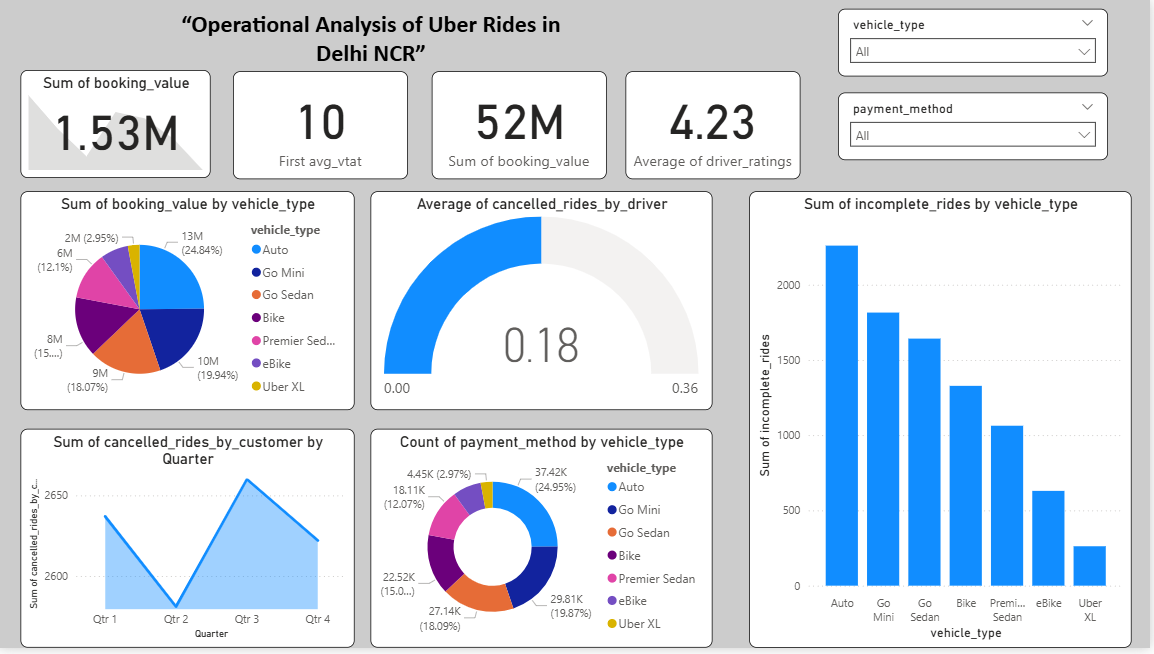 “Operational Analysis of Uber Rides in
Delhi NCR”
vehicle_type
All
payment_method
All
Sum of booking_value
1.53M
10
First avg_vtat
52M
Sum of booking_value
4.23
Average of driver_ratings
Sum of booking_value by vehicle_type
13M
(24.84%)
10M
(19.94%)
9M
(18.07%)
8M
(15....)
6M
(12.1%)
2M (2.95%)
vehicle_type
Auto
Go Mini
Go Sedan
Bike
Premier Sed...
eBike
Uber XL
Average of cancelled_rides_by_driver
0.18
0.00
0.36
Sum of incomplete_rides by vehicle_type
Sum of incomplete_rides
2000
1500
1000
500
0
Auto
Go
Mini
Go
Sedan
Bike
Premi...
Sedan
eBike
Uber
XL
vehicle_type
Sum of cancelled_rides_by_customer by
Quarter
Sum of cancelled_rides_by_c...
2650
2600
Qtr 1
Qtr 2
Qtr 3
Qtr 4
Quarter
Count of payment_method by vehicle_type
37.42K
(24.95%)
29.81K
(19.87%)
27.14K
(18.09%)
22.52K
(15.0...)
18.11K
(12.07%)
4.45K (2.97%)
vehicle_type
Auto
Go Mini
Go Sedan
Bike
Premier Sedan
eBike
Uber XL